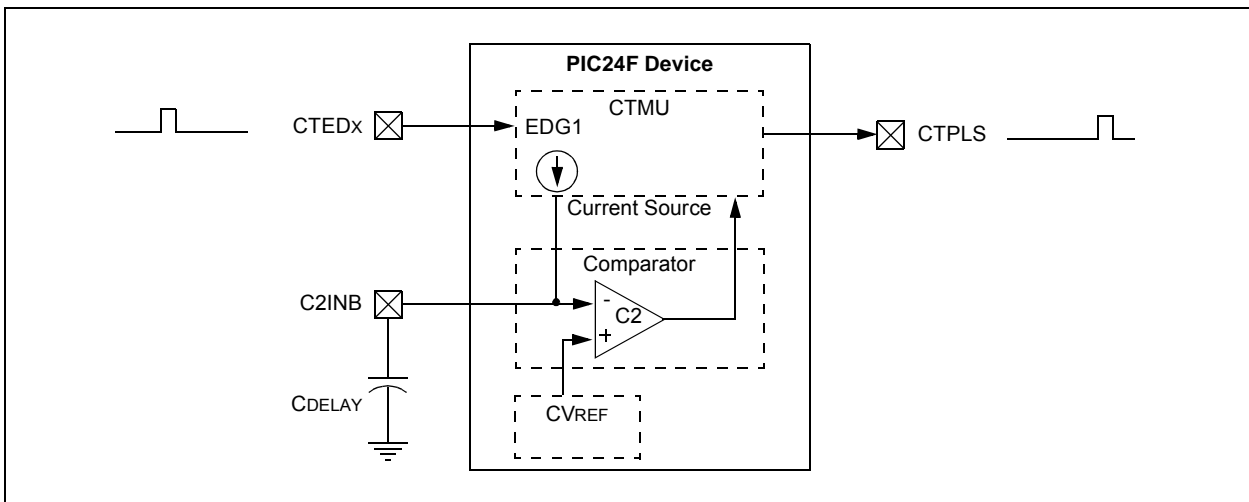 PIC24F Device
CTMU
CTEDX
EDG1
CTPLS
Current Source
Comparator
C2INB
-
C2
+
CDELAY
CVREF